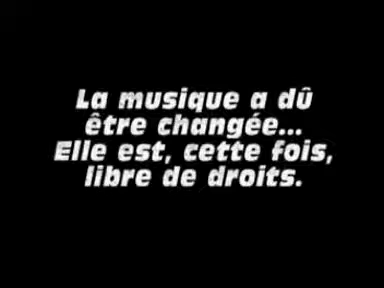 La musique a dû
être changée...
Elle est, cette fois,
libre de droits.